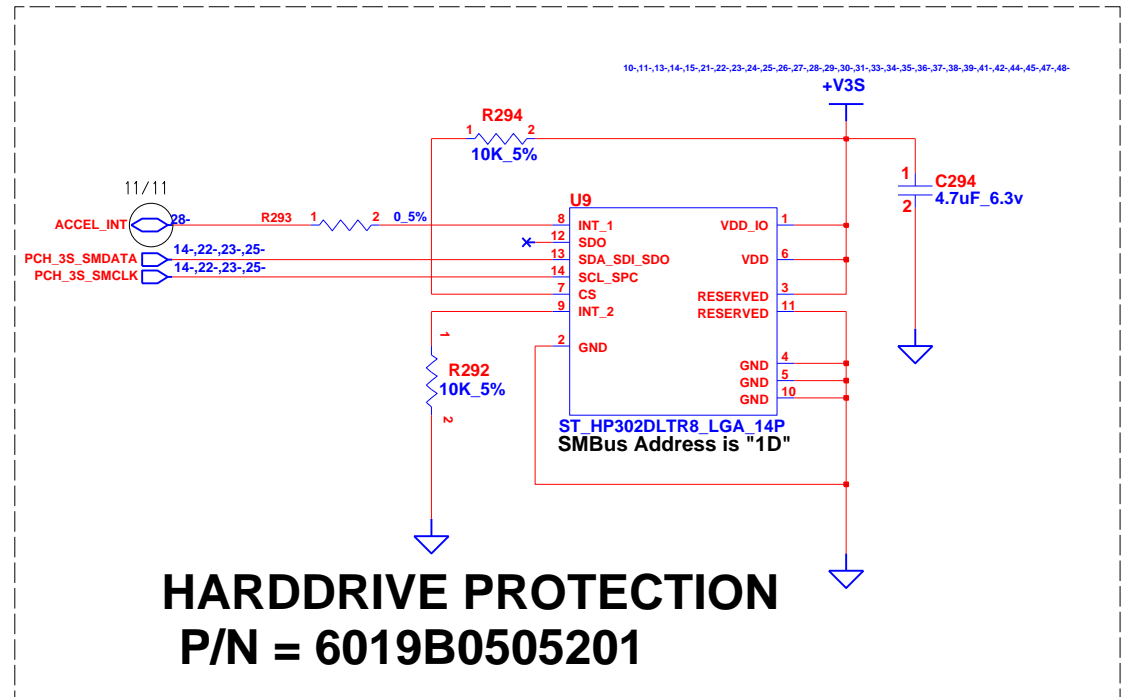 10-,11-,13-,14-,15-,21-,22-,23-,24-,25-,26-,27-,28-,29-,30-,31-,33-,34-,35-,36-,37-,38-,39-,41-,42-,44-,45-,47-,48-
+V3S
R294
1 2
10K_5%
1
C294
4.7uF_6.3v
2
11/11
U9
ACCEL_INT 28- R293 1 2 0_5% 8 INT_1 VDD_IO 1
12 SDO
PCH_3S_SMDATA 14-,22-,23-,25- 13 SDA_SDI_SDO VDD 6
PCH_3S_SMCLK 14-,22-,23-,25- 14 SCL_SPC
7 CS RESERVED 3
9 INT_2 RESERVED 11
1
2 GND
R292
10K_5%
2
GND 4
GND 5
GND 10
ST_HP302DLTR8_LGA_14P
SMBus Address is "1D"
HARDDRIVE PROTECTION
P/N = 6019B0505201